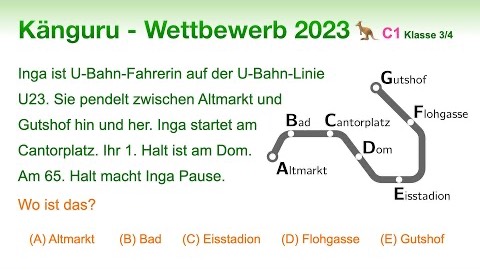 Känguru - Wettbewerb 2023 🦘 C1 Klasse 3/4
Inga ist U-Bahn-Fahrerin auf der U-Bahn-Linie
U23. Sie pendelt zwischen Altmarkt und
Gutshof hin und her. Inga startet am
Cantorplatz. Ihr 1. Halt ist am Dom.
Am 65. Halt macht Inga Pause.
Wo ist das?
Gutshof
Flohgasse
Bad
Cantorplatz
Dom
Altmarkt
Eisstadion
(A) Altmarkt (B) Bad (C) Eisstadion (D) Flohgasse (E) Gutshof